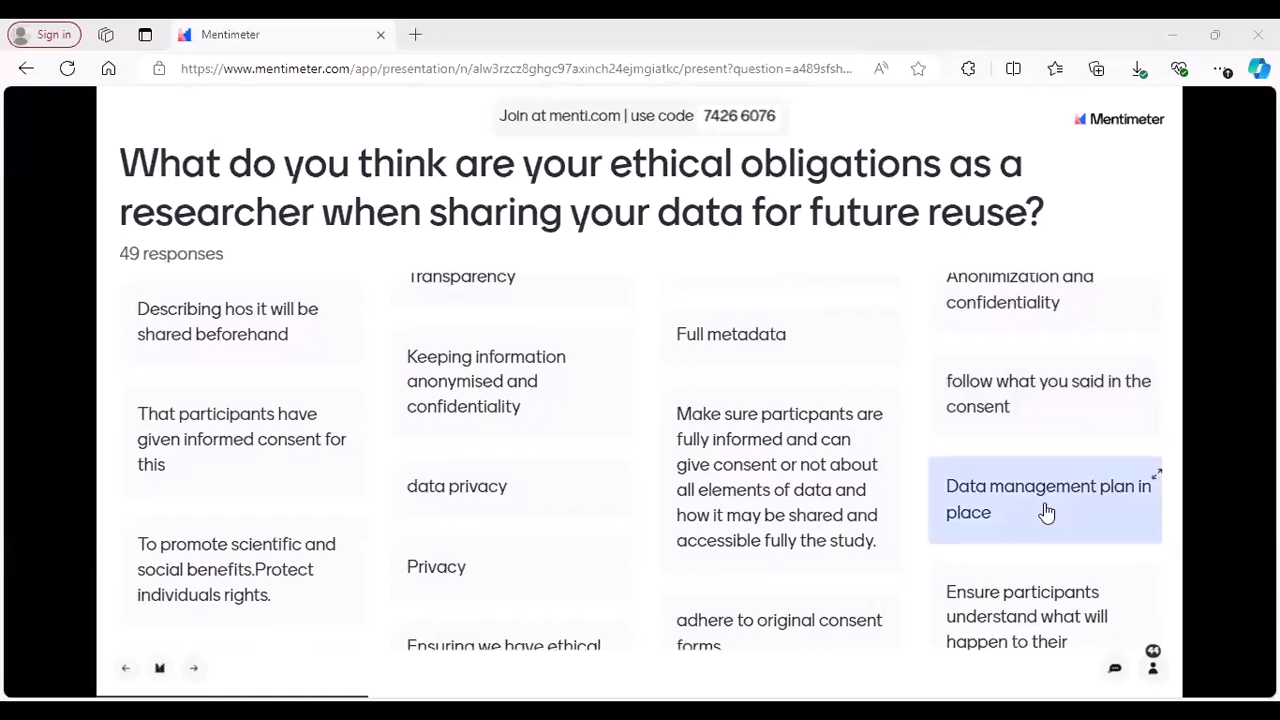 Sign in
Mentimeter
https://www.mentimeter.com/app/presentation/n/alw3rzcz8ghgc97axinch24ejmgiatkc/present?question=a489sfsh...
Join at menti.com | use code 7426 6076
Mentimeter
What do you think are your ethical obligations as a
researcher when sharing your data for future reuse?
49 responses
Describing hos it will be
shared beforehand
That participants have
given informed consent for
this
To promote scientific and
social benefits.Protect
individuals rights.
Transparency
Keeping information
anonymised and
confidentiality
data privacy
Privacy
Ensuring we have ethical
Full metadata
Make sure particpants are
fully informed and can
give consent or not about
all elements of data and
how it may be shared and
accessible fully the study.
adhere to original consent
forms
Anonimization and
confidentiality
follow what you said in the
consent
Data management plan in
place
Ensure participants
understand what will
happen to their
44